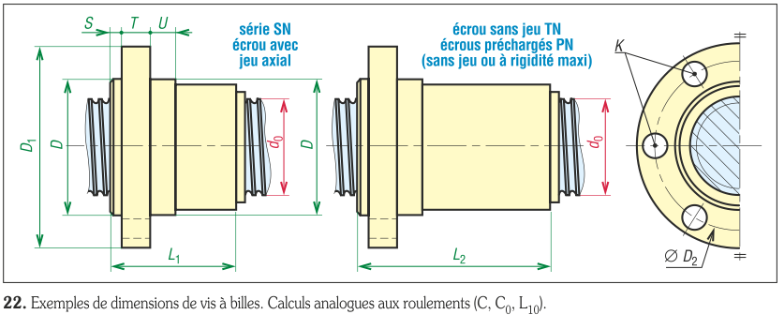 S T U
série SN
écrou avec
jeu axial
écrou sans jeu TN
écrous préchargés PN
(sans jeu ou à rigidité maxi)
K
D₁
D
d₀
D
d₀
L₁
L₂
Ø D₂
22. Exemples de dimensions de vis à billes. Calculs analogues aux roulements (C, C₀, L₁₀).